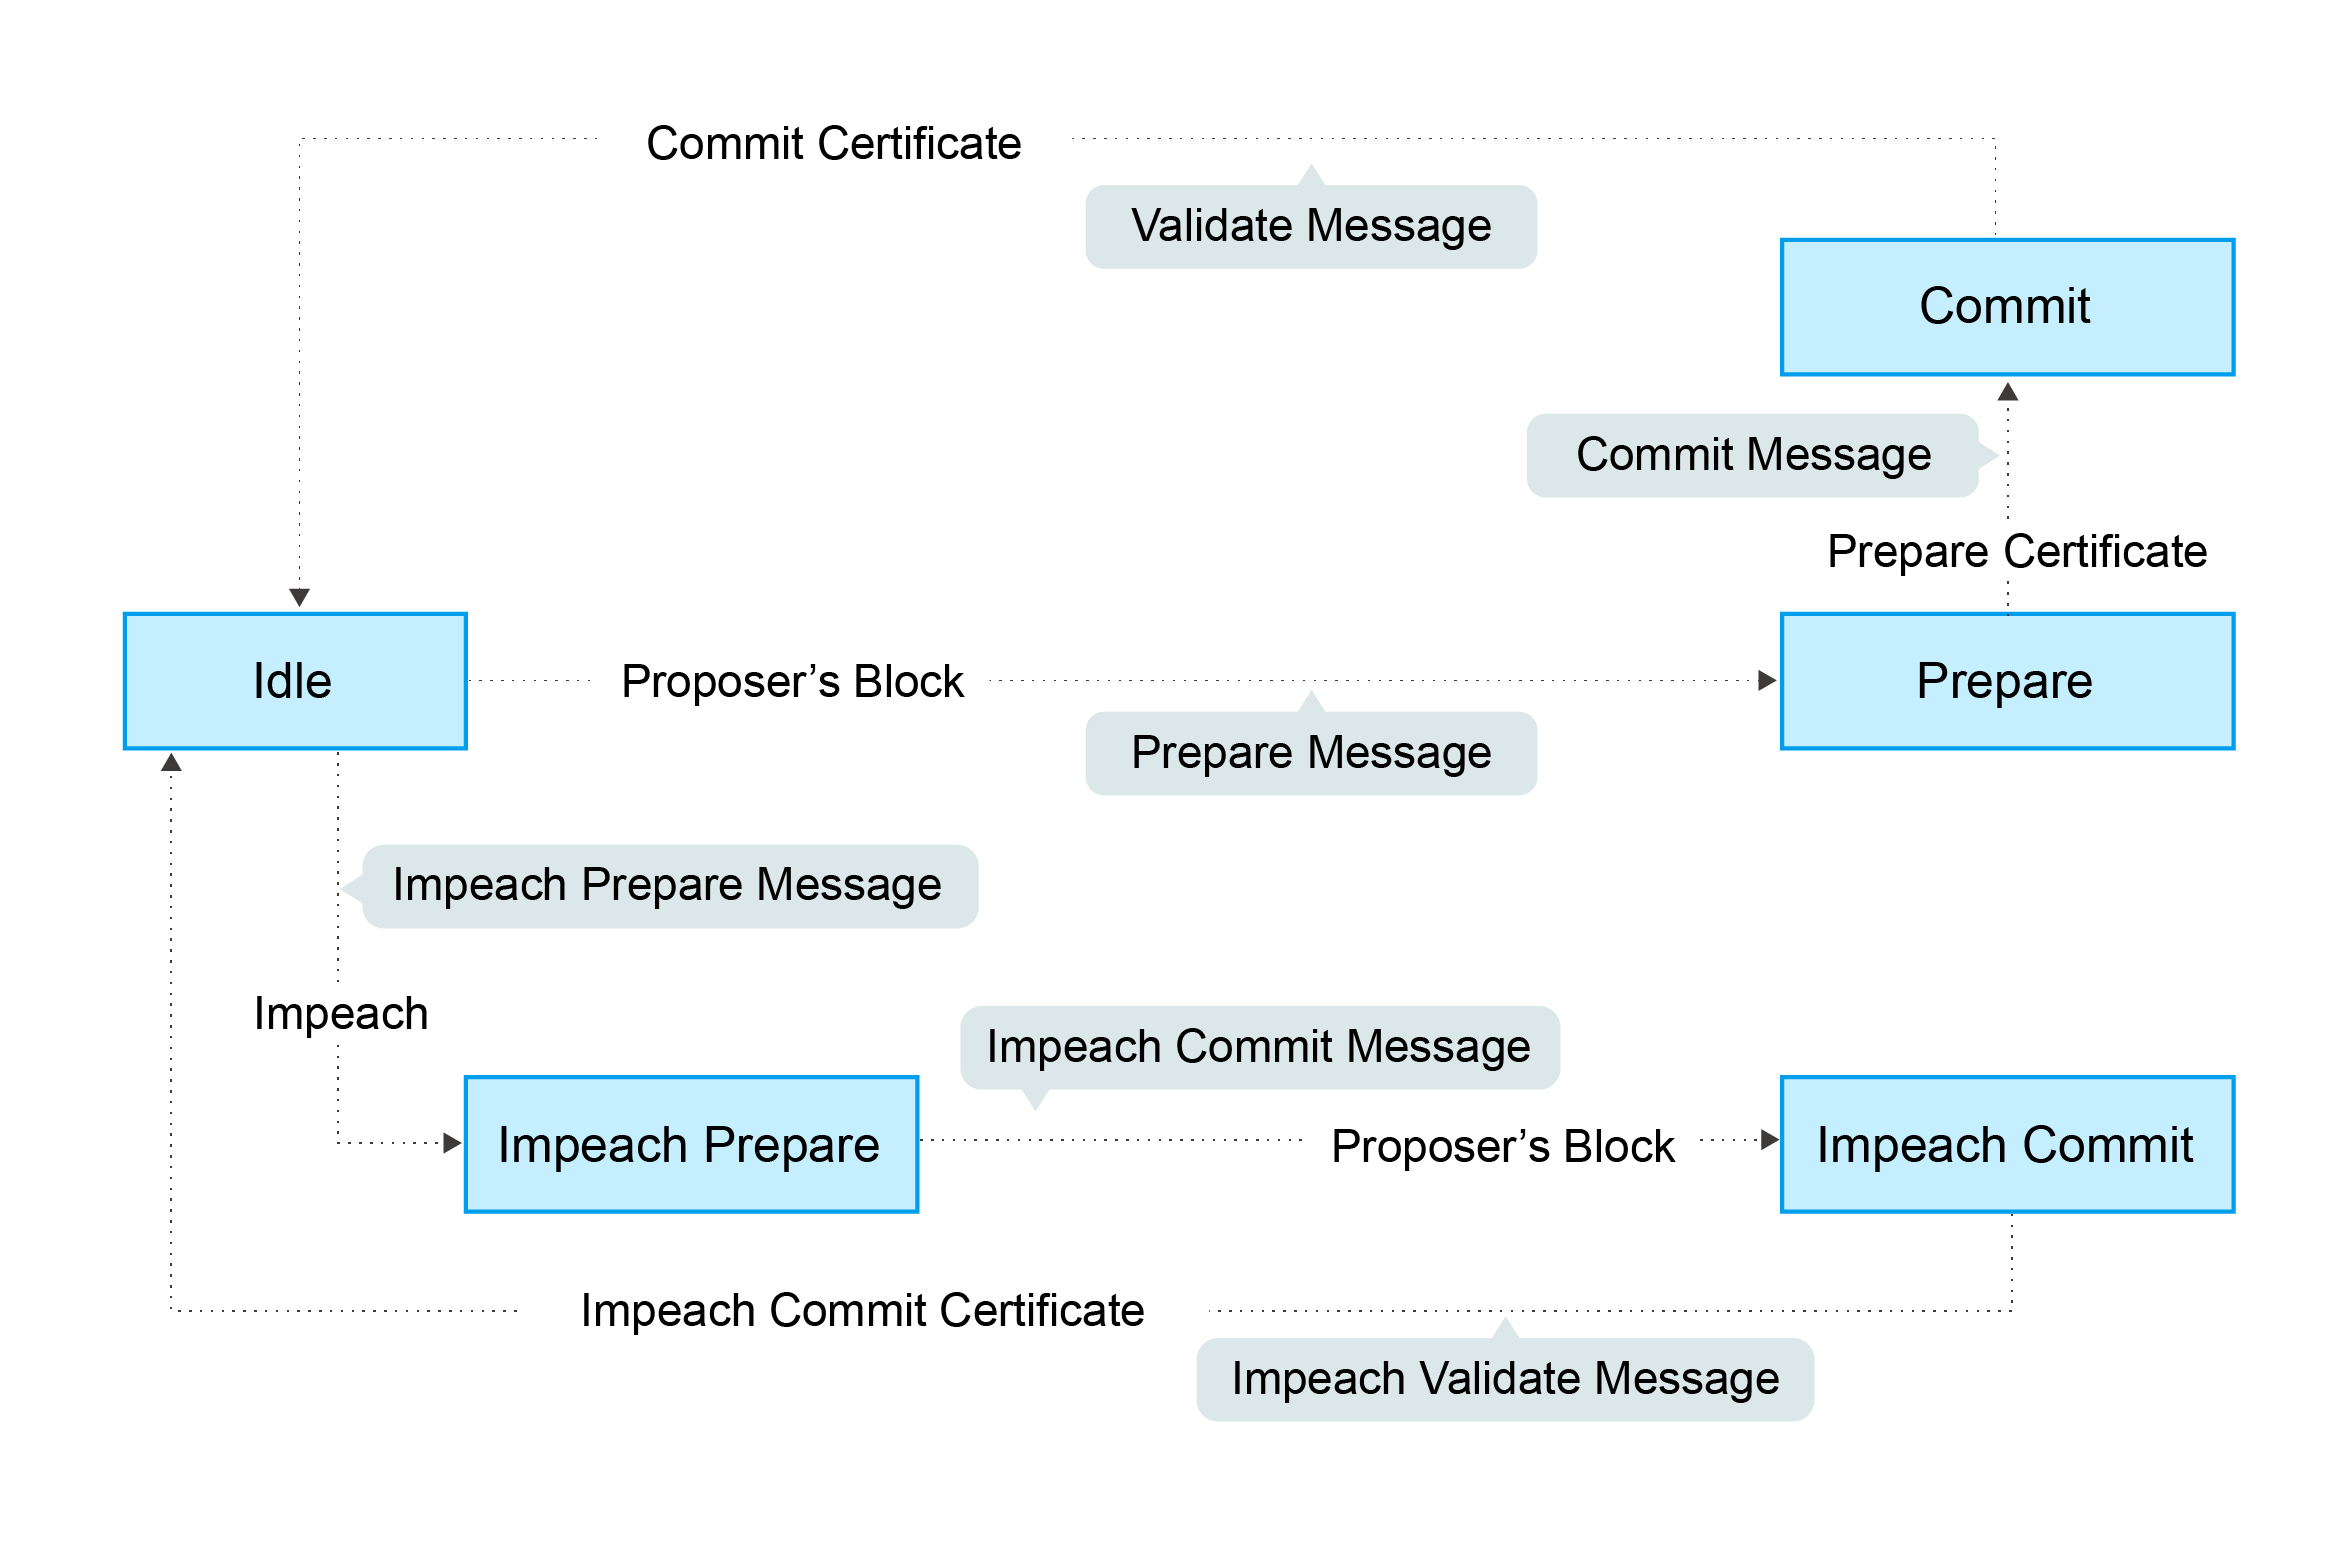 Commit Certificate
Validate Message
Commit
Commit Message
Prepare Certificate
Idle
Proposer’s Block
Prepare
Prepare Message
Impeach Prepare Message
Impeach
Impeach Commit Message
Impeach Prepare
Proposer’s Block
Impeach Commit
Impeach Commit Certificate
Impeach Validate Message